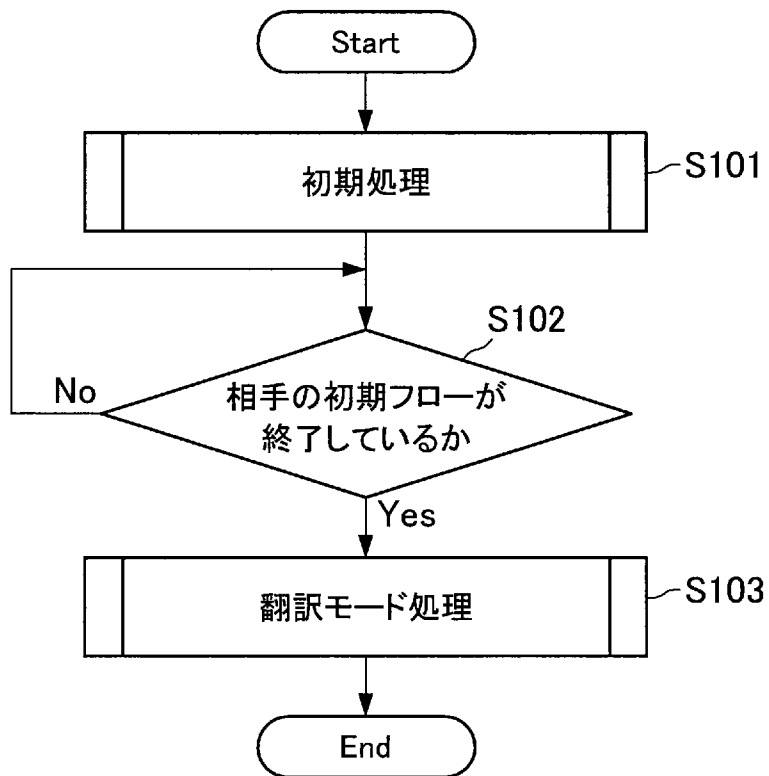 Start
初期処理
S101
S102
No
相手の初期フローが
終了しているか
Yes
翻訳モード処理
S103
End